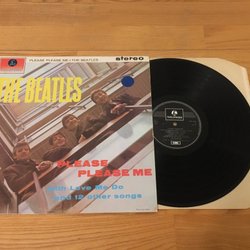 PLEASE PLEASE ME • THE BEATLES
stereo
THE BEATLES
PLEASE
PLEASE ME
with Love Me Do
and 12 other songs